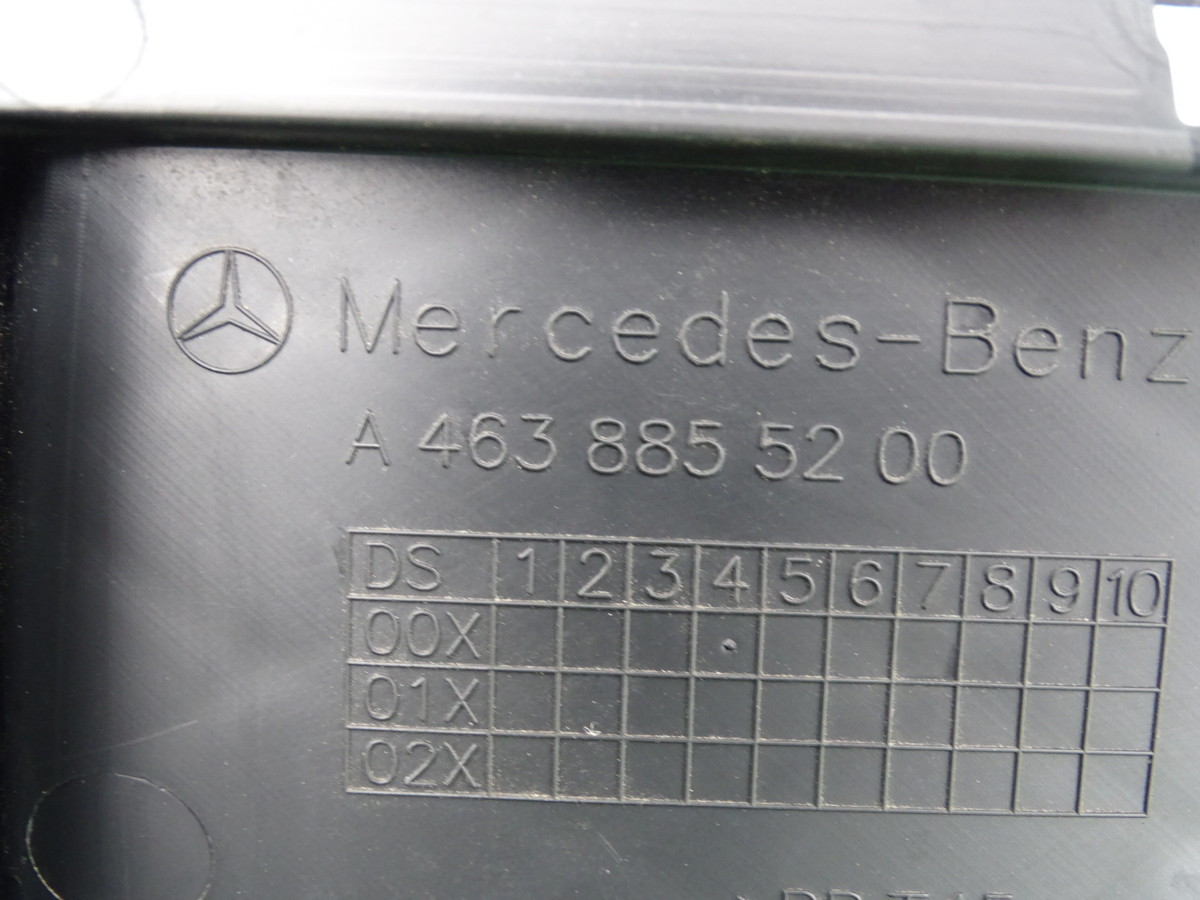 Mercedes-Benz
A 463 885 52 00
DS 1 2 3 4 5 6 7 8 9 10
00X
01X
02X